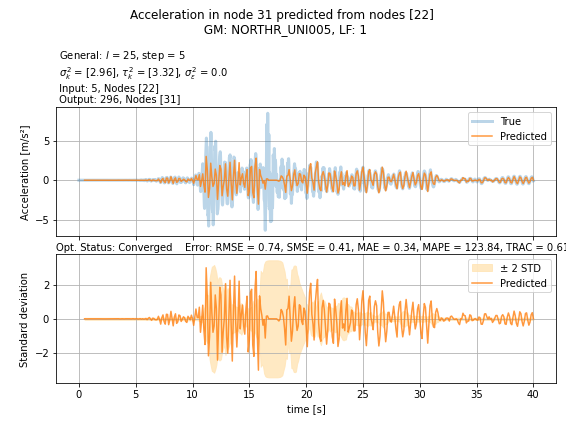 Acceleration in node 31 predicted from nodes [22]
GM: NORTHR_UNI005, LF: 1
General: l = 25, step = 5
σ²ₖ = [2.96], τ²ₖ = [3.32], σ²_ε = 0.0
Input: 5, Nodes [22]
Output: 296, Nodes [31]
True
Predicted
Acceleration [m/s²]
5
0
−5
Opt. Status: Converged Error: RMSE = 0.74, SMSE = 0.41, MAE = 0.34, MAPE = 123.84, TRAC = 0.61
± 2 STD
Predicted
Standard deviation
2
0
−2
0 5 10 15 20 25 30 35 40
time [s]